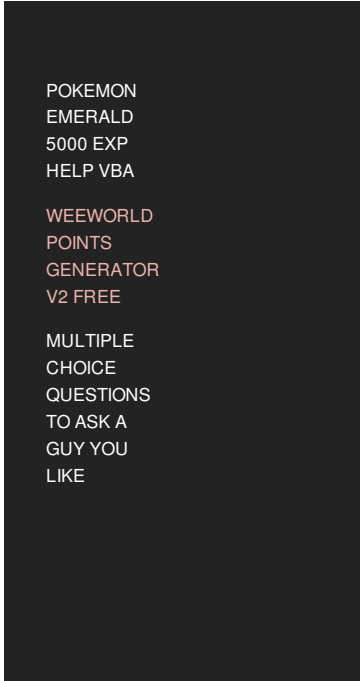 POKEMON
EMERALD
5000 EXP
HELP VBA
WEEWORLD
POINTS
GENERATOR
V2 FREE
MULTIPLE
CHOICE
QUESTIONS
TO ASK A
GUY YOU
LIKE